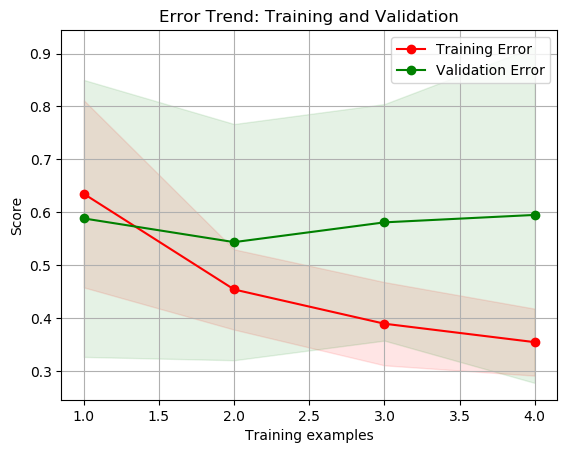 Error Trend: Training and Validation
Training Error
Validation Error
Score
0.9
0.8
0.7
0.6
0.5
0.4
0.3
1.0
1.5
2.0
2.5
3.0
3.5
4.0
Training examples